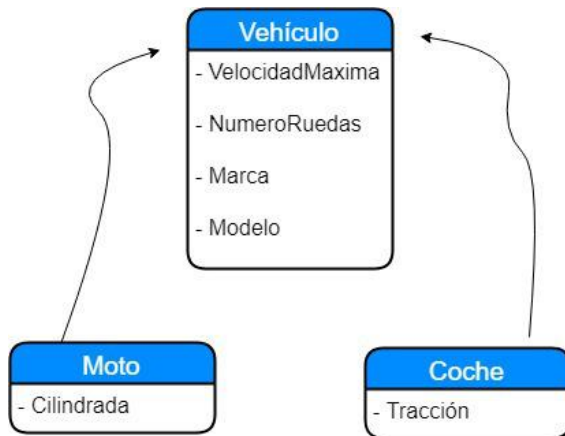 Vehículo
- VelocidadMaxima
- NumeroRuedas
- Marca
- Modelo
Moto
- Cilindrada
Coche
- Tracción